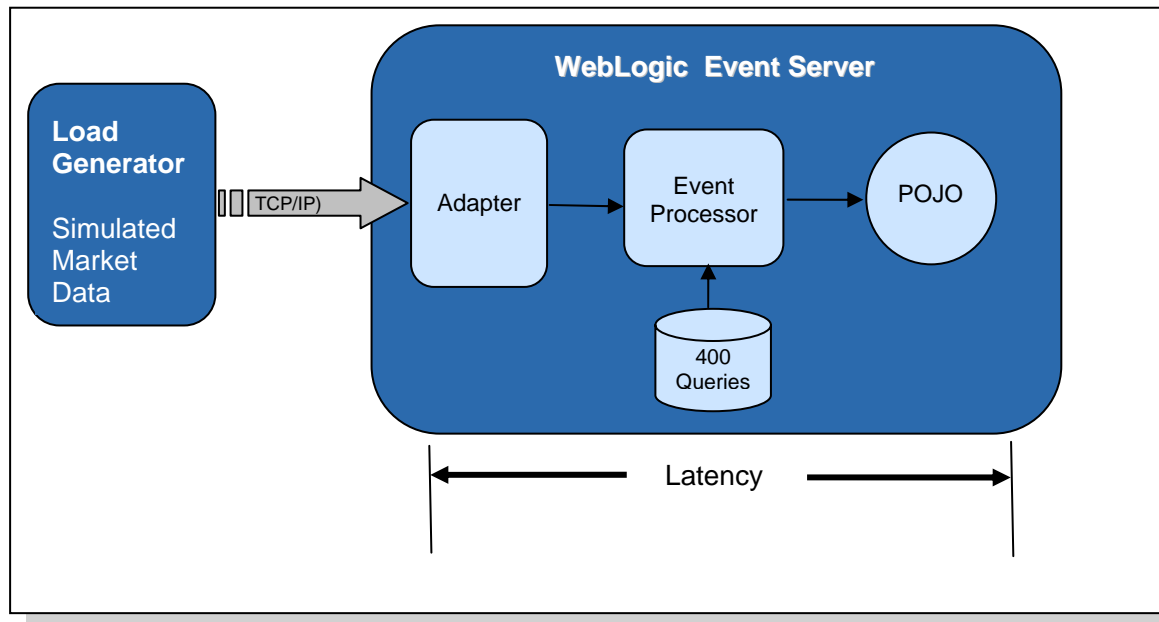 WebLogic Event Server
Load
Generator
Simulated
Market
Data
TCP/IP)
Adapter
Event
Processor
POJO
400
Queries
Latency